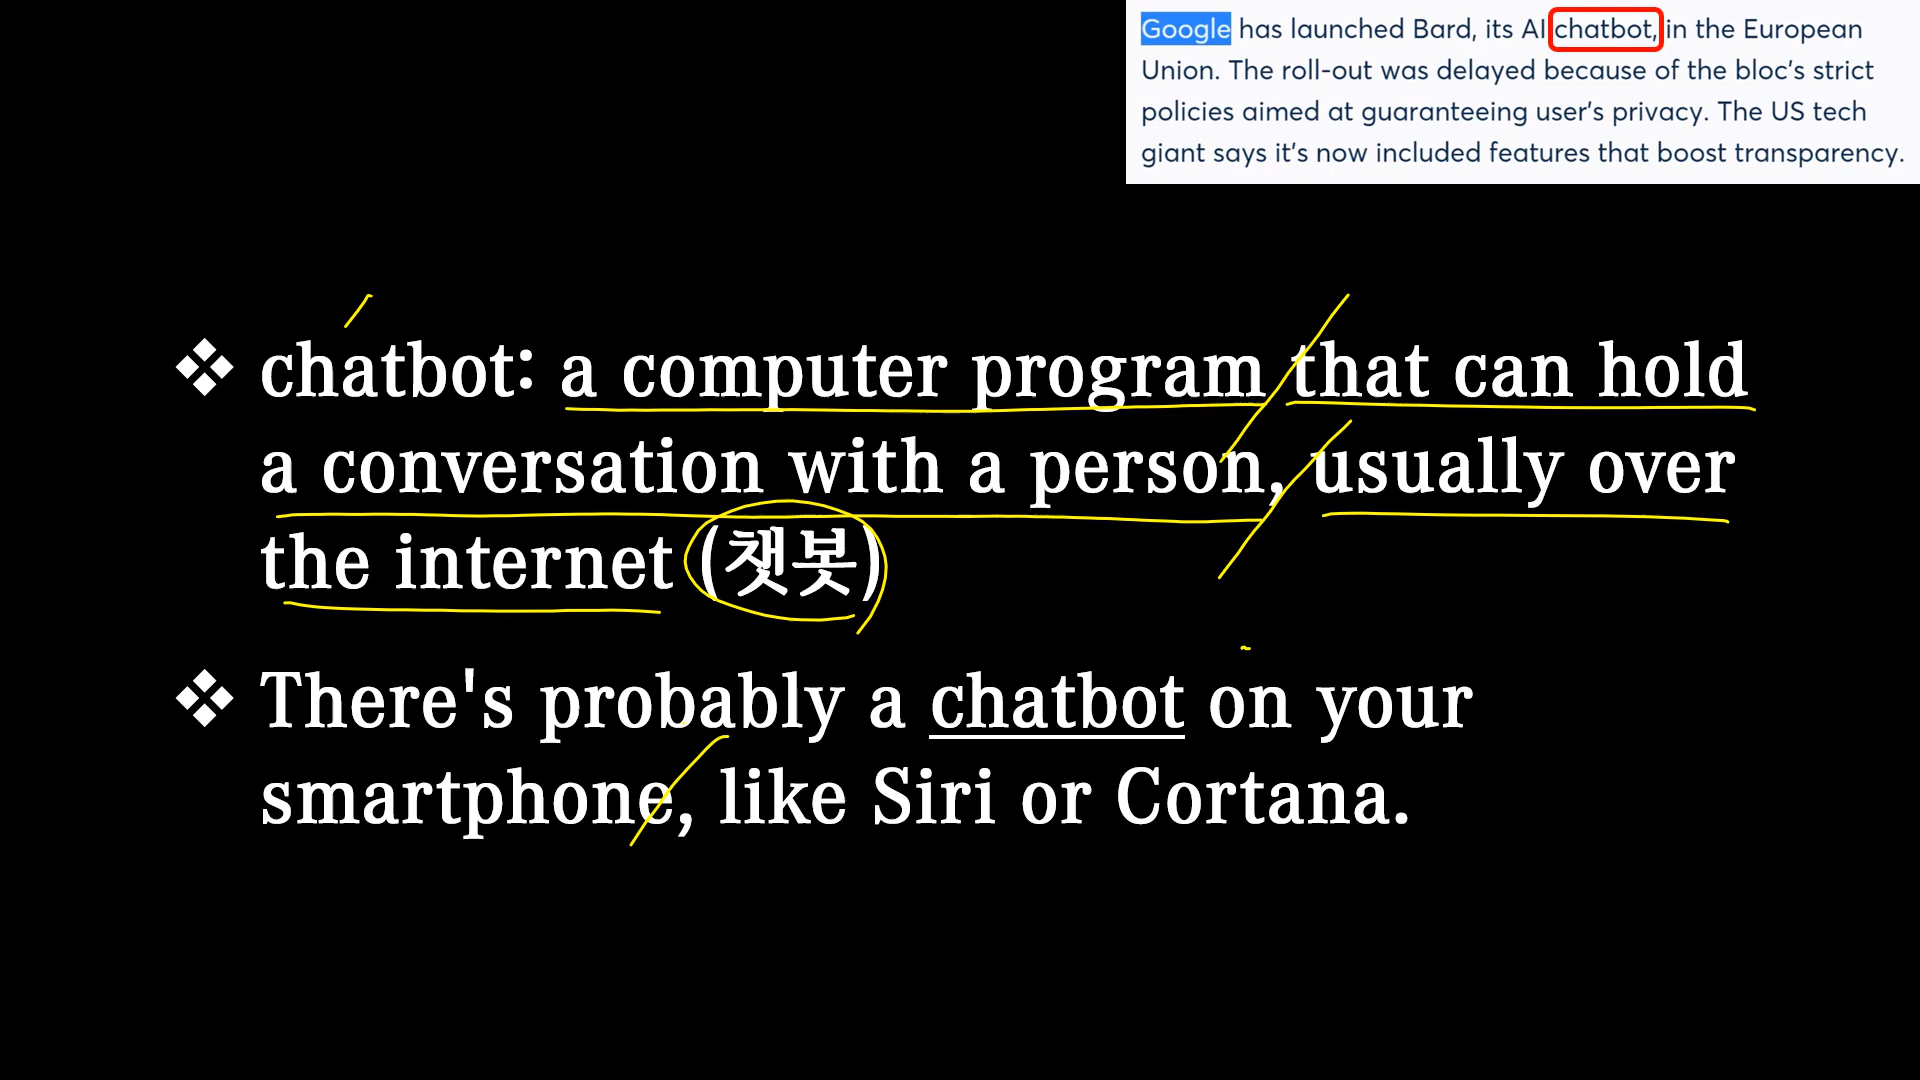 Google has launched Bard, its AI chatbot, in the European
Union. The roll-out was delayed because of the bloc's strict
policies aimed at guaranteeing user's privacy. The US tech
giant says it's now included features that boost transparency.
❖ chatbot: a computer program that can hold
a conversation with a person, usually over
the internet (챗봇)
❖ There's probably a chatbot on your
smartphone, like Siri or Cortana.